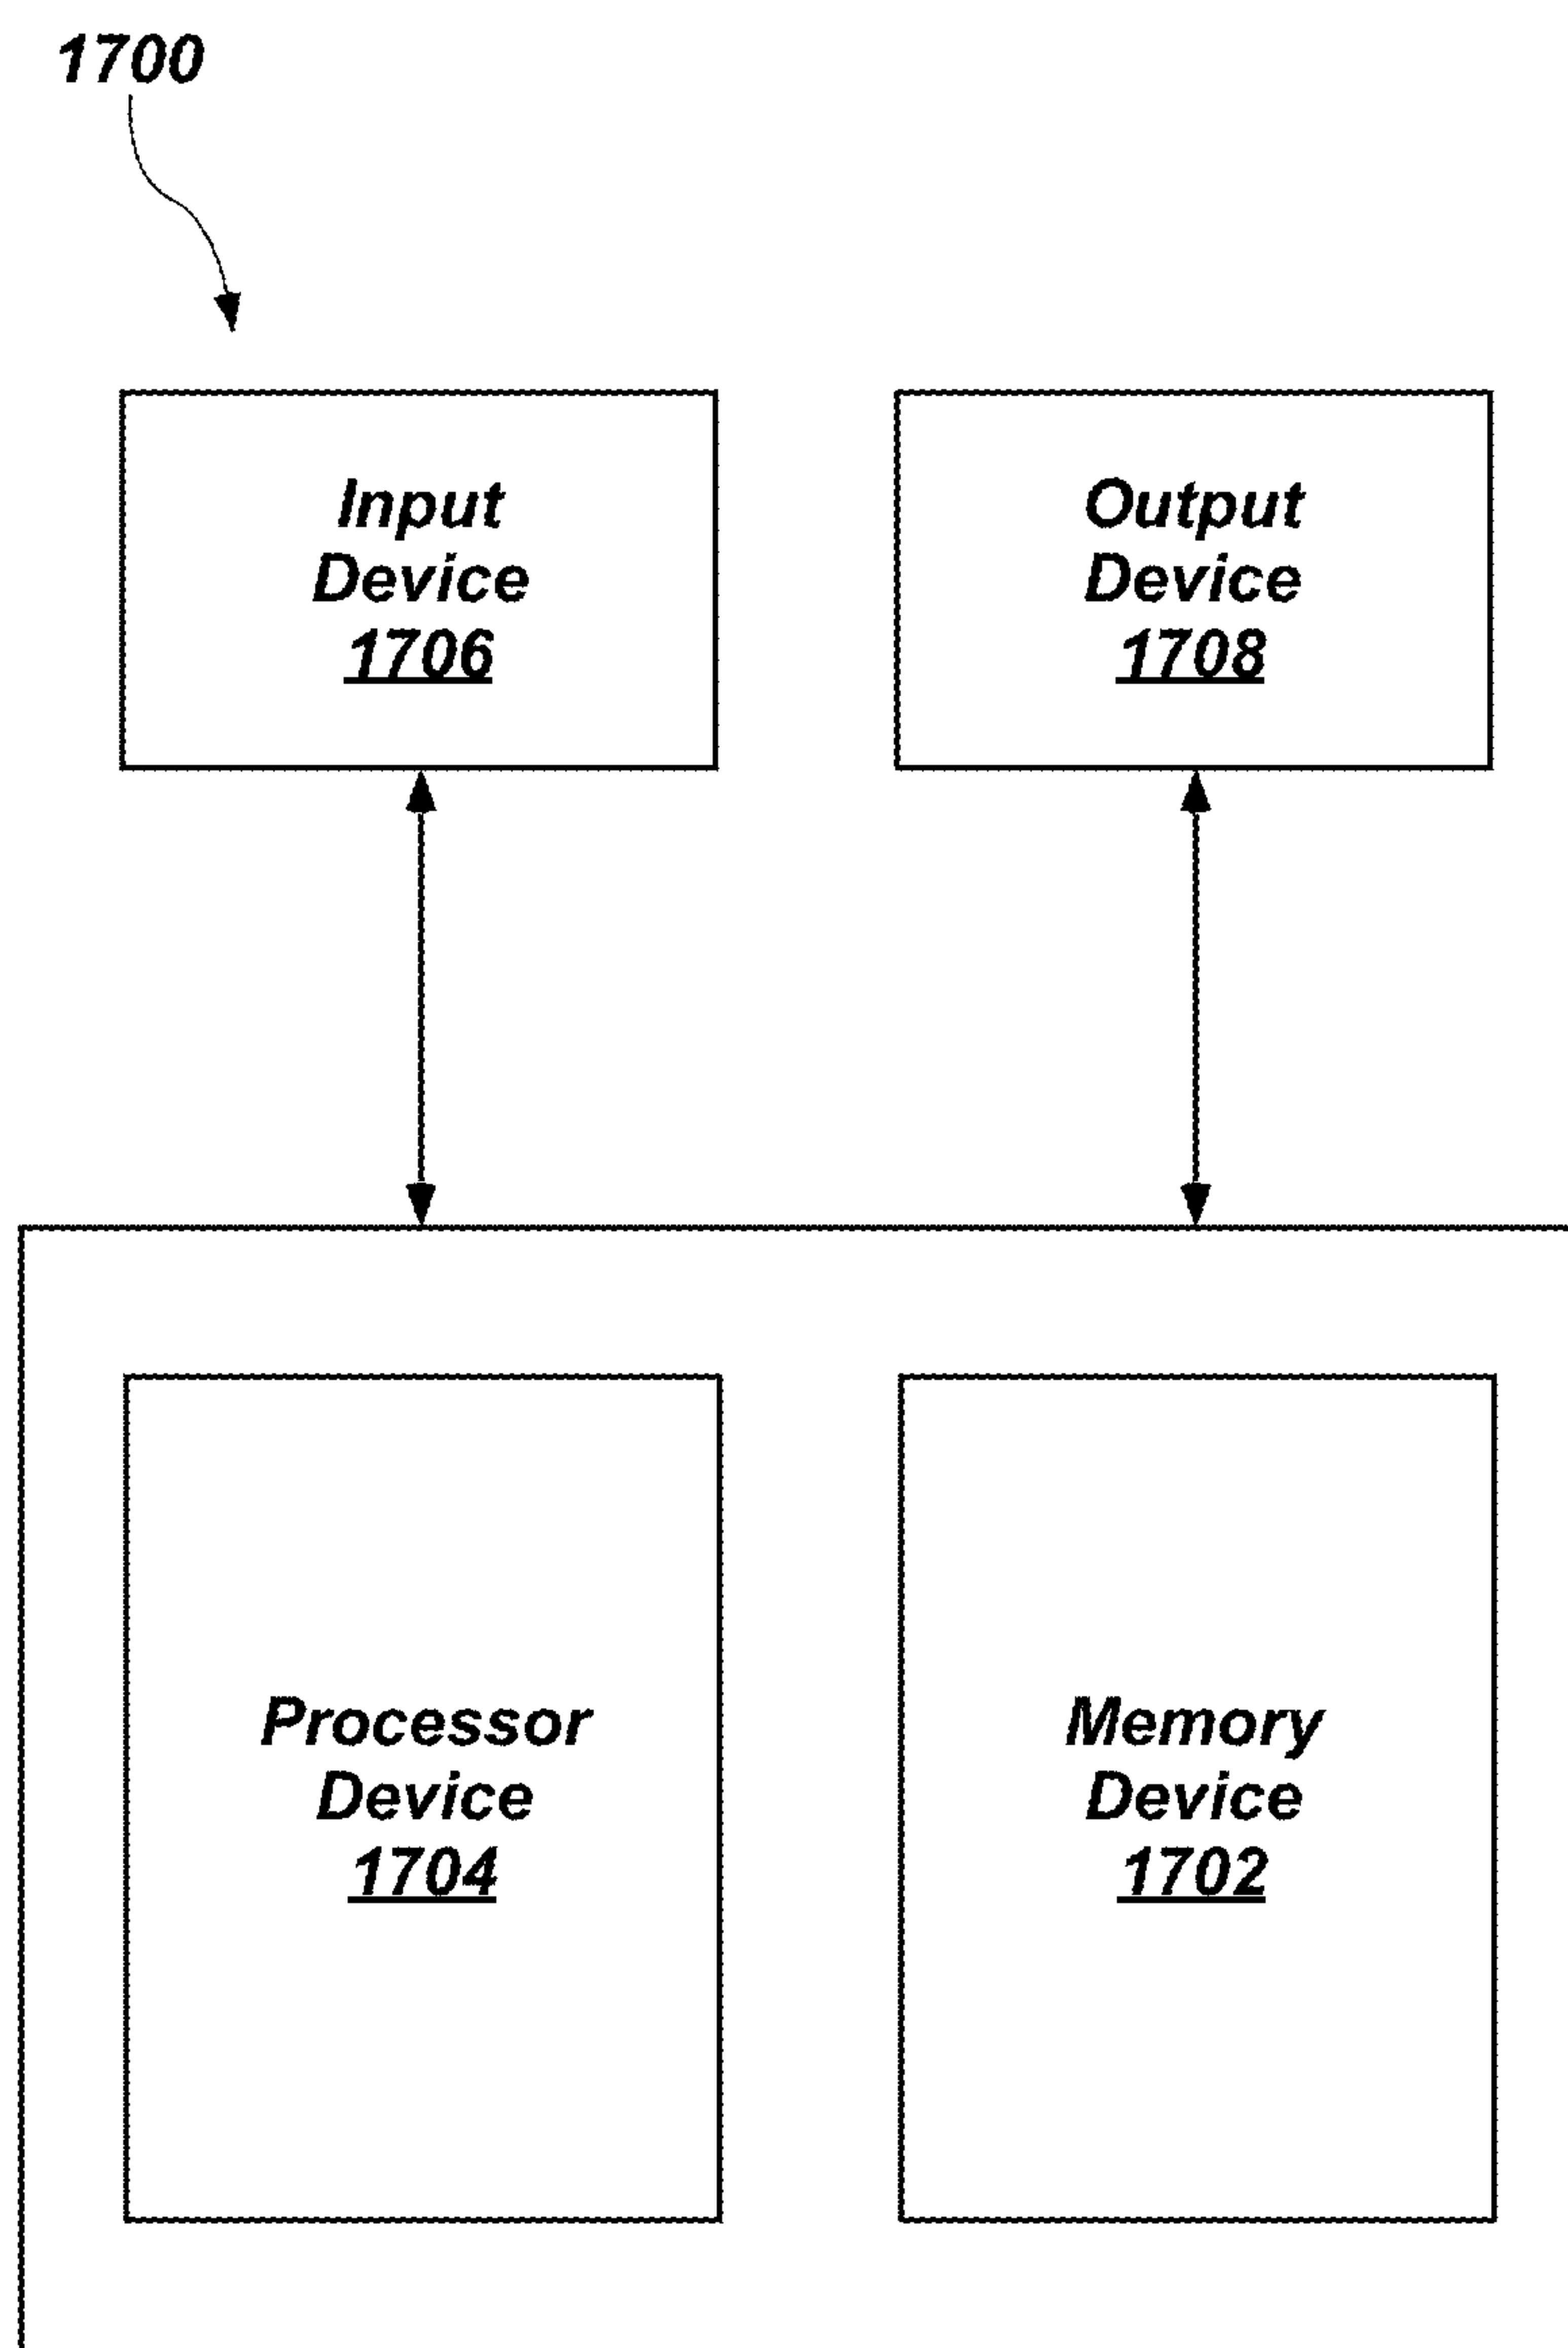 1700
Input
Device
1706
Output
Device
1708
Processor
Device
1704
Memory
Device
1702